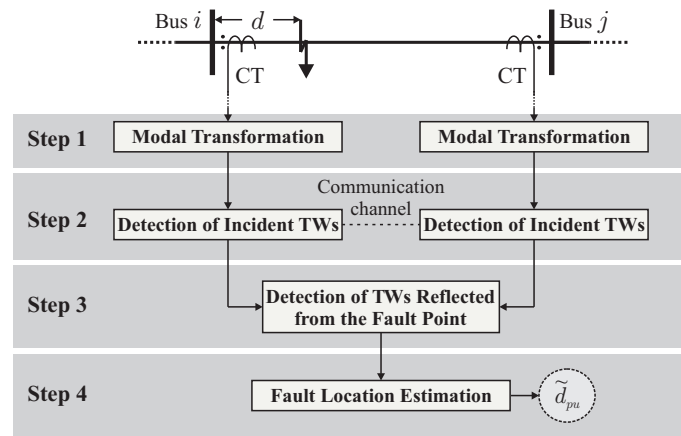 Bus i
d
Bus j
CT
CT
Step 1
Modal Transformation
Modal Transformation
Communication
channel
Step 2
Detection of Incident TWs
Detection of Incident TWs
Step 3
Detection of TWs Reflected
from the Fault Point
Step 4
Fault Location Estimation
d̃pu